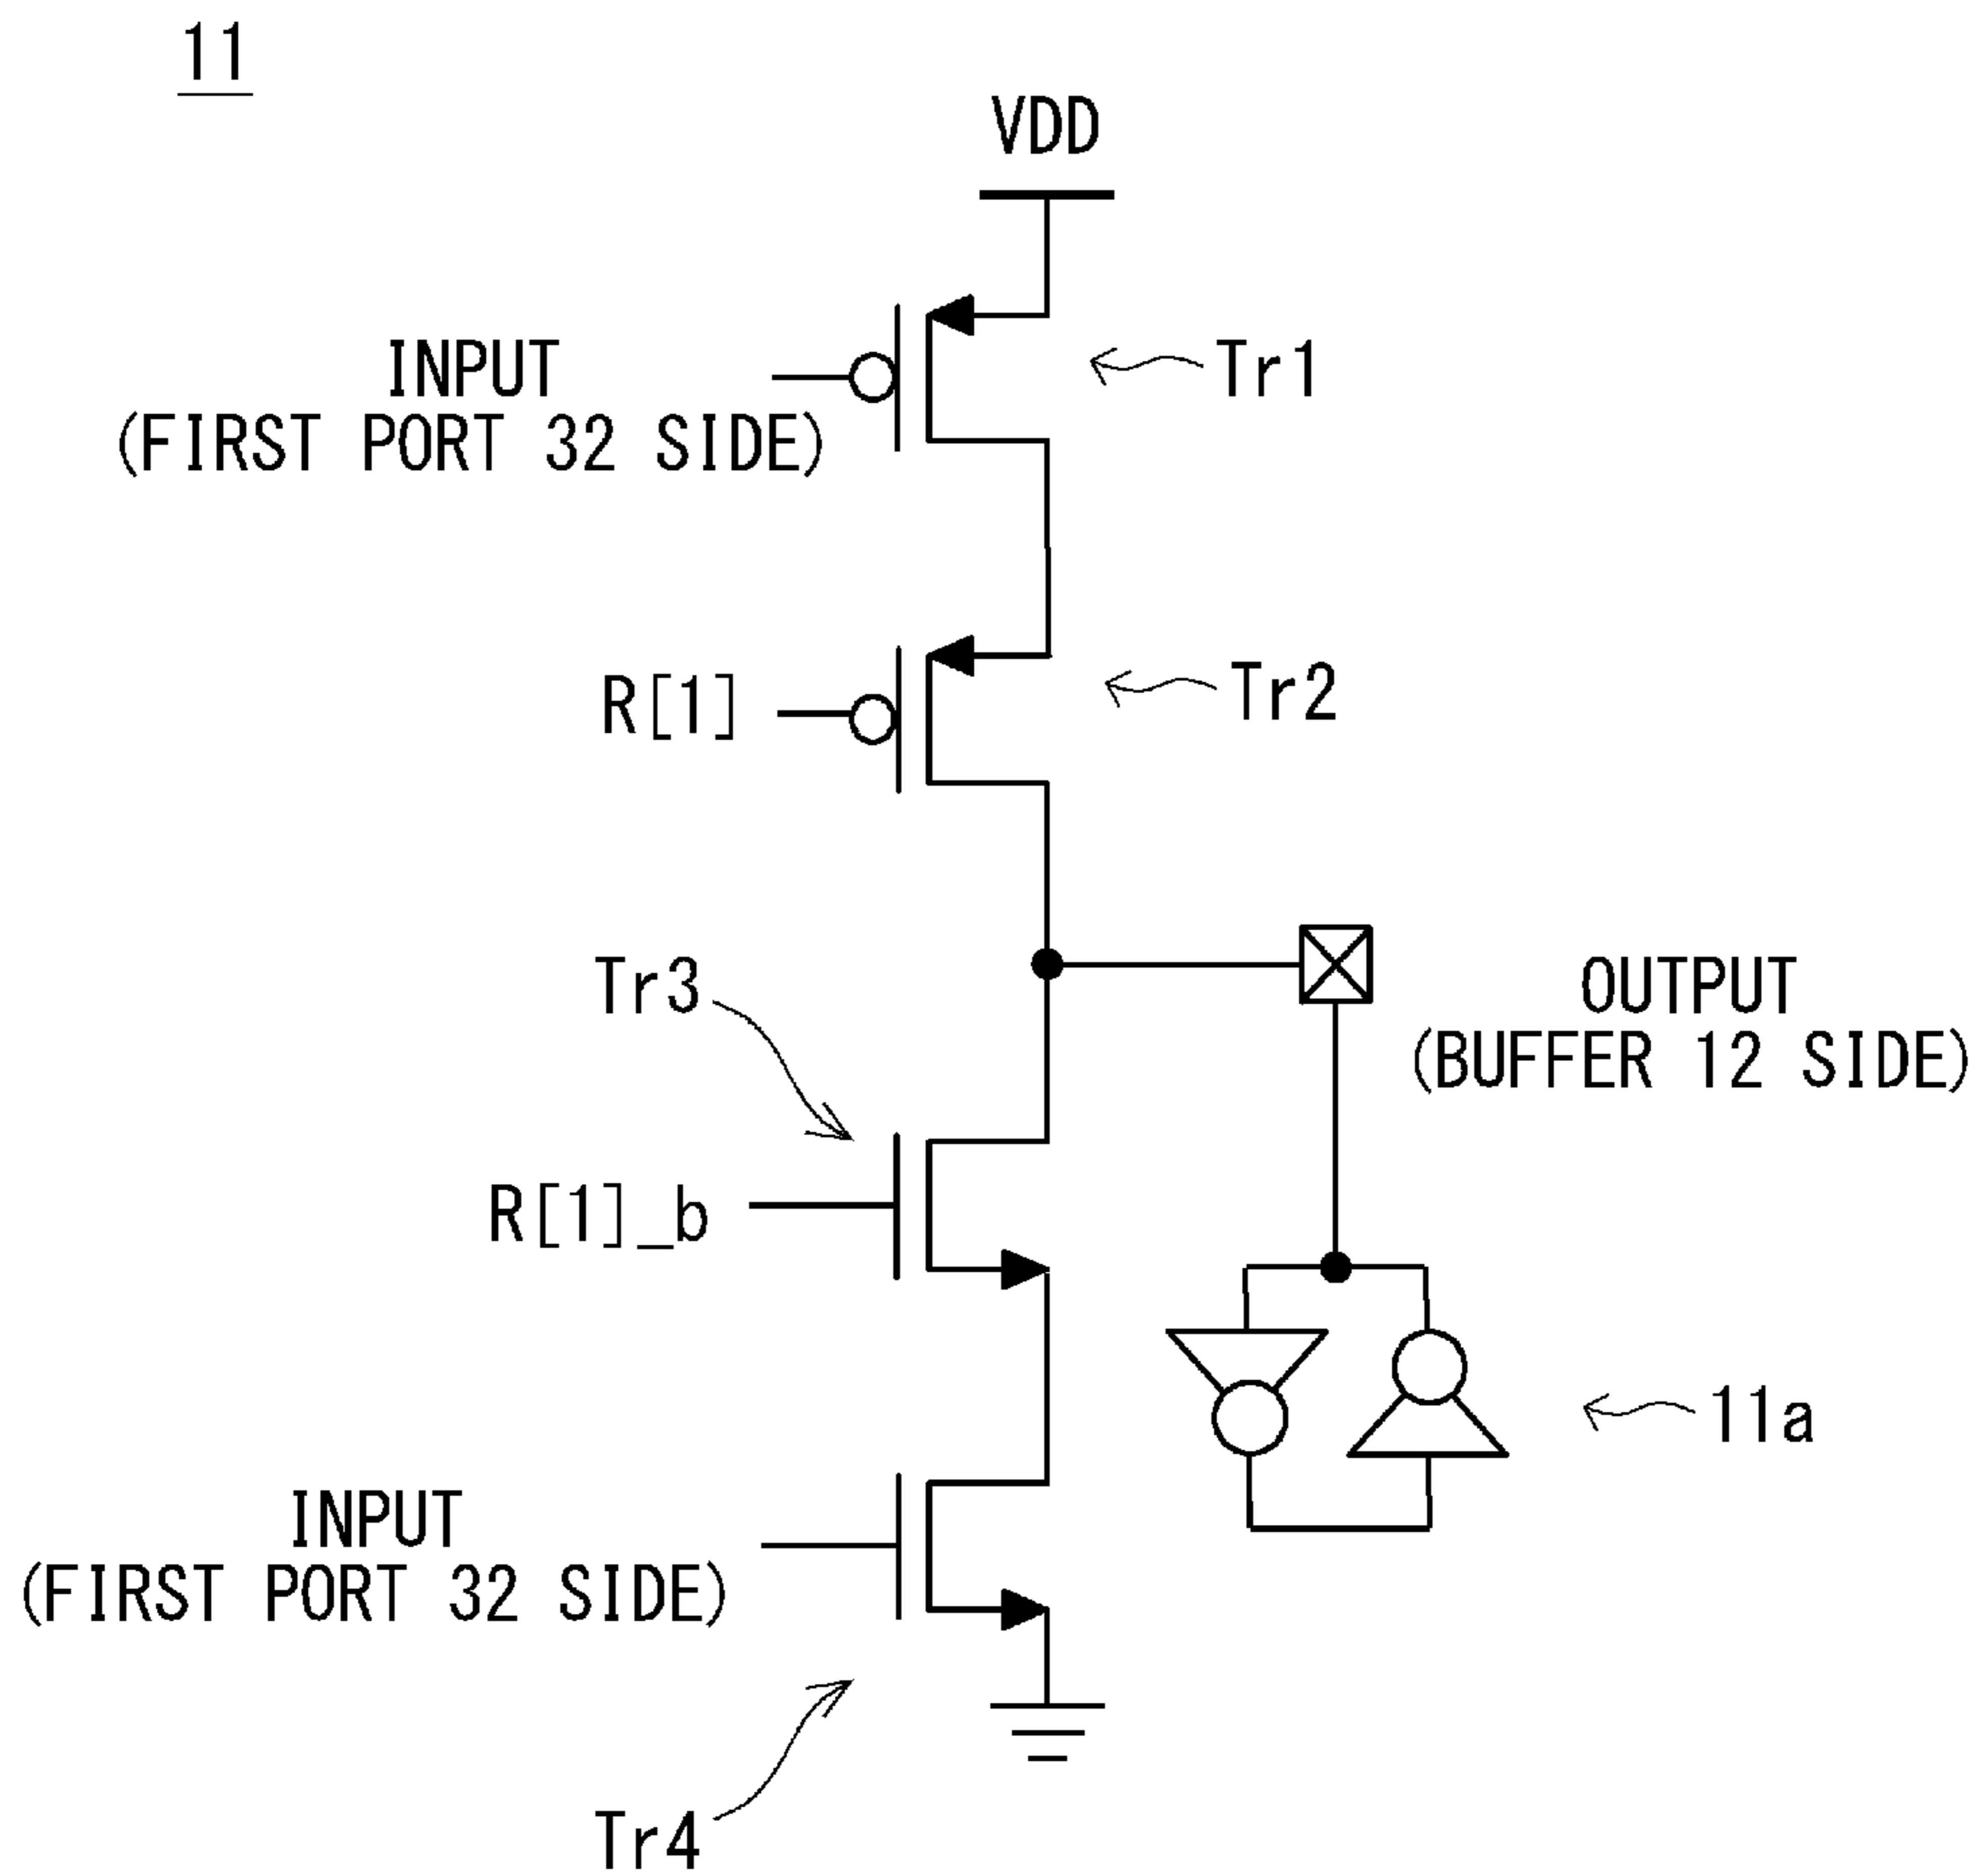 11
VDD
INPUT
(FIRST PORT 32 SIDE)
Tr1
R[1]
Tr2
Tr3
OUTPUT
(BUFFER 12 SIDE)
R[1]_b
11a
INPUT
(FIRST PORT 32 SIDE)
Tr4